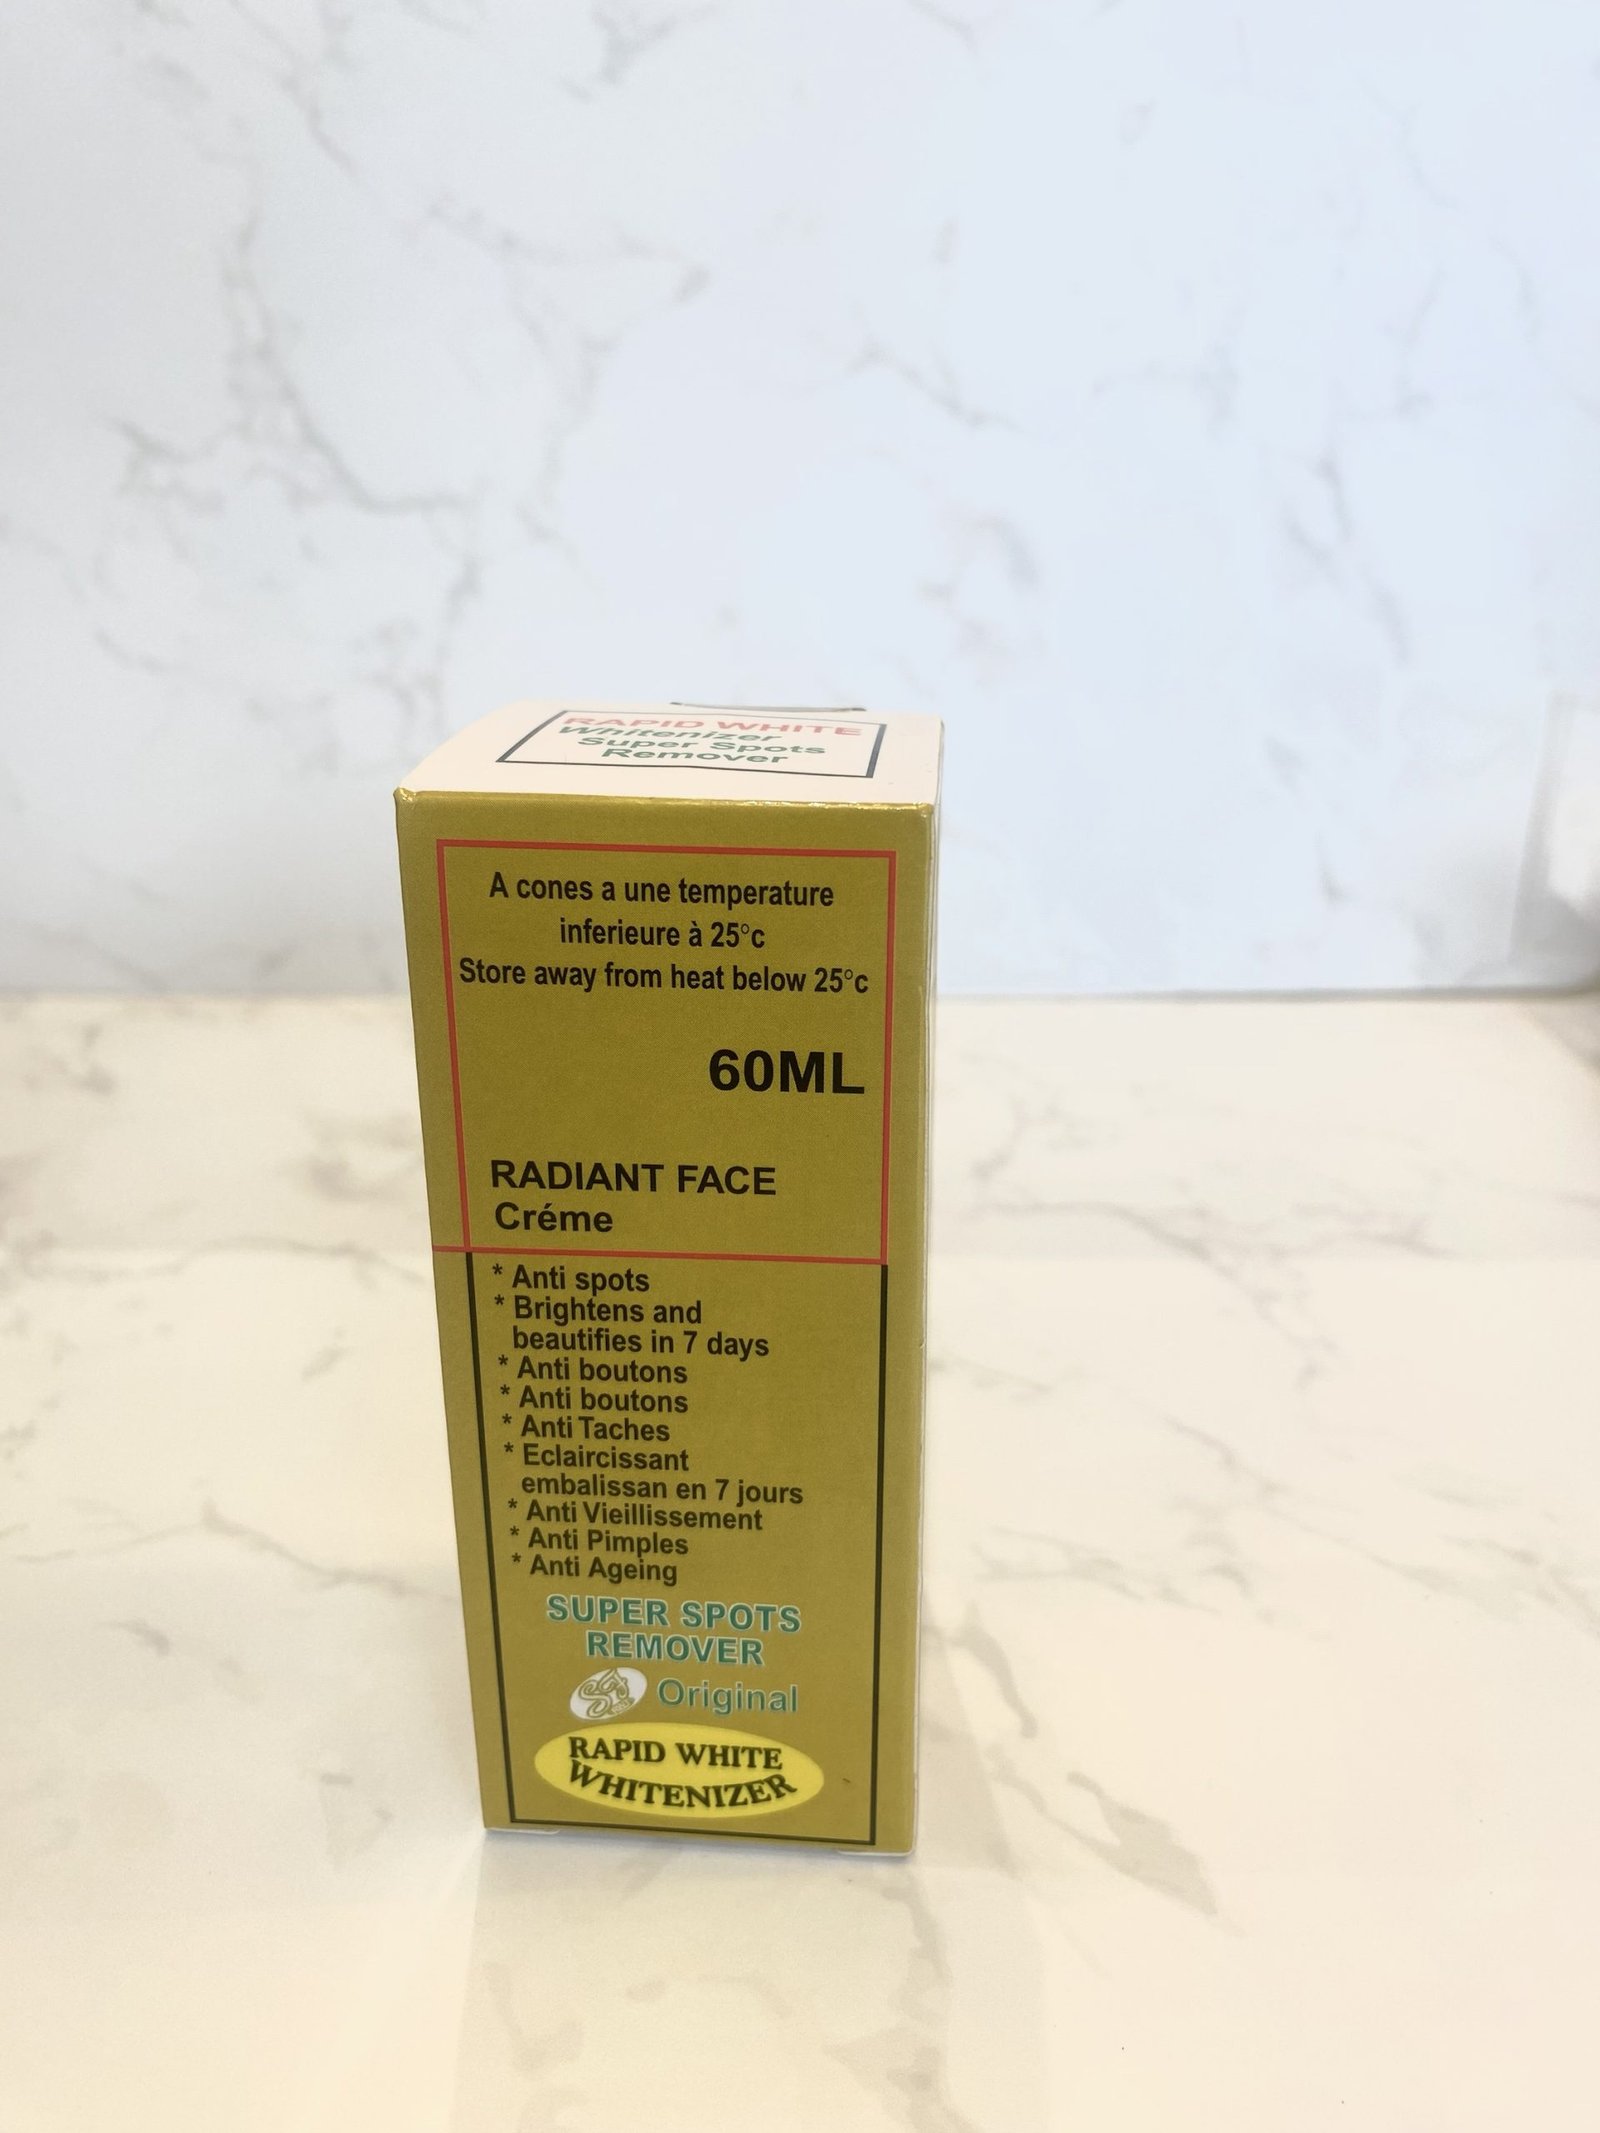 RAPID WHITE
Whitenizer
Super Spots
Remover
A cones a une temperature
inferieure à 25°c
Store away from heat below 25°c
60ML
RADIANT FACE
Créme
* Anti spots
* Brightens and
beautifies in 7 days
* Anti boutons
* Anti boutons
* Anti Taches
* Eclaircissant
embalissan en 7 jours
* Anti Vieillissement
* Anti Pimples
* Anti Ageing
SUPER SPOTS
REMOVER
Original
RAPID WHITE
WHITENIZER